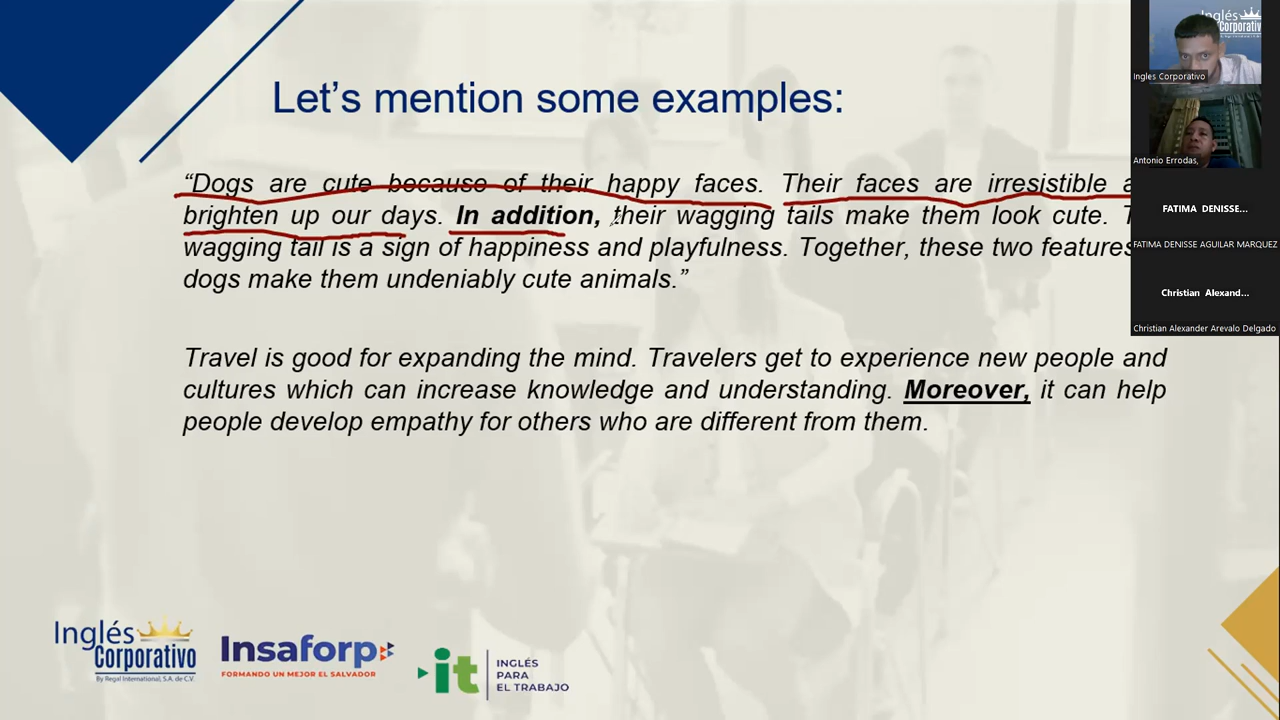 Let's mention some examples:
“Dogs are cute because of their happy faces. Their faces are irresistible
brighten up our days. In addition, their wagging tails make them look cute.
wagging tail is a sign of happiness and playfulness. Together, these two features
dogs make them undeniably cute animals.”
Travel is good for expanding the mind. Travelers get to experience new people and
cultures which can increase knowledge and understanding. Moreover, it can help
people develop empathy for others who are different from them.
Inglés
Corporativo
By Regal International, S.A. de C.V.
Insaforp
FORMANDO UN MEJOR EL SALVADOR
it
INGLÉS
PARA
EL TRABAJO
Inglés
Corporativo
Ingles Corporativo
Antonio Errodas,
FATIMA DENISSE...
FATIMA DENISSE AGUILAR MARQUEZ
Christian Alexand...
Christian Alexander Arevalo Delgado